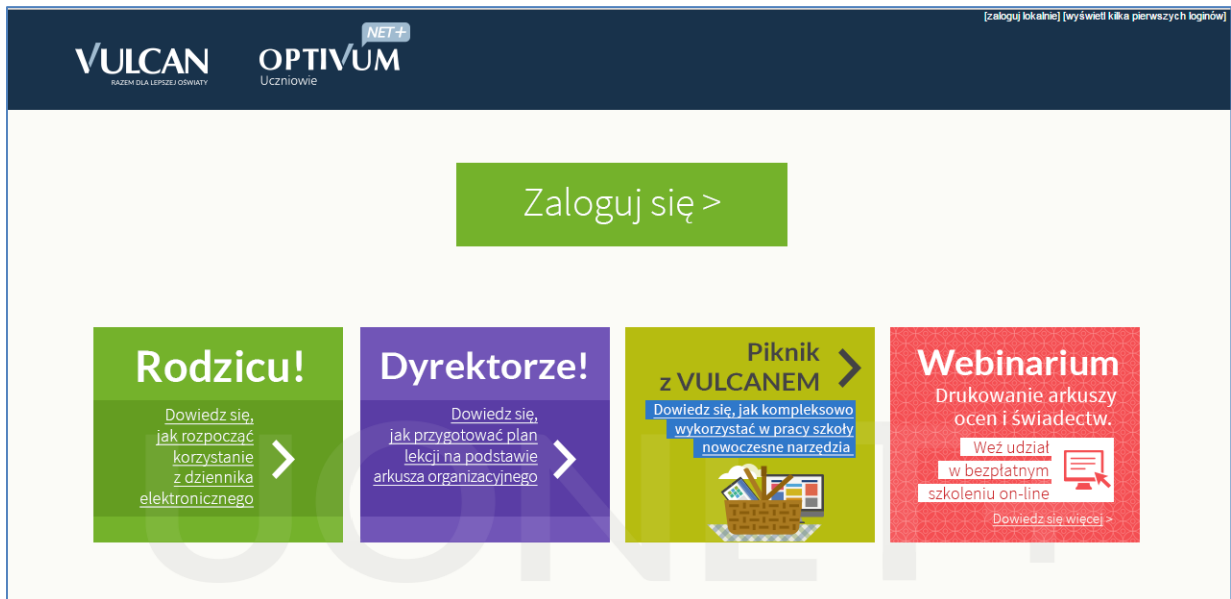 [zaloguj lokalnie] [wyświetl kilka pierwszych loginów]
VULCAN
RAZEM DLA LEPSZEJ OŚWIATY
NET+
OPTIVUM
Uczniowie
Zaloguj się >
Rodzicu!
Dowiedz się,
jak rozpocząć
korzystanie
z dziennika
elektronicznego
Dyrektorze!
Dowiedz się,
jak przygotować plan
lekcji na podstawie
arkusza organizacyjnego
Piknik
z VULCANEM
Dowiedz się, jak kompleksowo
wykorzystać w pracy szkoły
nowoczesne narzędzia
Webinarium
Drukowanie arkuszy
ocen i świadectw.
Weź udział
w bezpłatnym
szkoleniu on-line
Dowiedz się więcej >
UONET+